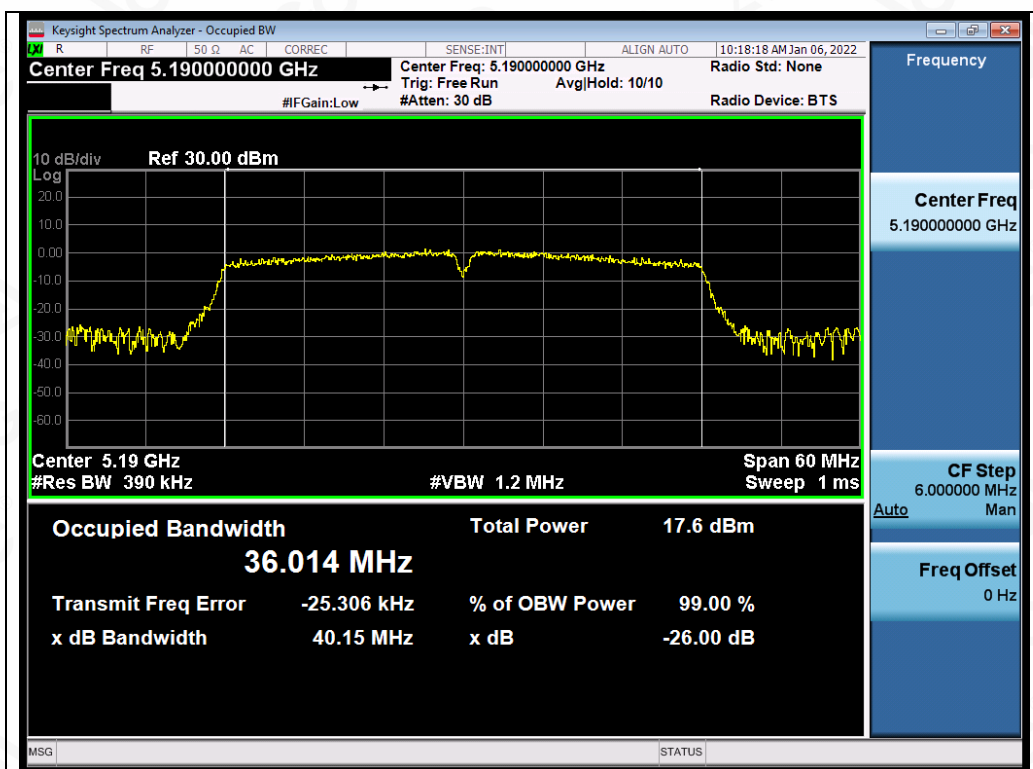 Keysight Spectrum Analyzer - Occupied BW
LXI R RF 50 Ω AC CORREC SENSE:INT ALIGN AUTO 10:18:18 AM Jan 06, 2022
Center Freq 5.190000000 GHz
Center Freq: 5.190000000 GHz
Radio Std: None
Trig: Free Run Avg|Hold: 10/10
#IFGain:Low
#Atten: 30 dB
Radio Device: BTS
10 dB/div Ref 30.00 dBm
Log
20.0
10.0
0.00
-10.0
-20.0
-30.0
-40.0
-50.0
-60.0
Center 5.19 GHz Span 60 MHz
#Res BW 390 kHz #VBW 1.2 MHz Sweep 1 ms
Occupied Bandwidth Total Power 17.6 dBm
36.014 MHz
Transmit Freq Error -25.306 kHz % of OBW Power 99.00 %
x dB Bandwidth 40.15 MHz x dB -26.00 dB
Frequency
Center Freq
5.190000000 GHz
CF Step
6.000000 MHz
Auto Man
Freq Offset
0 Hz
MSG STATUS